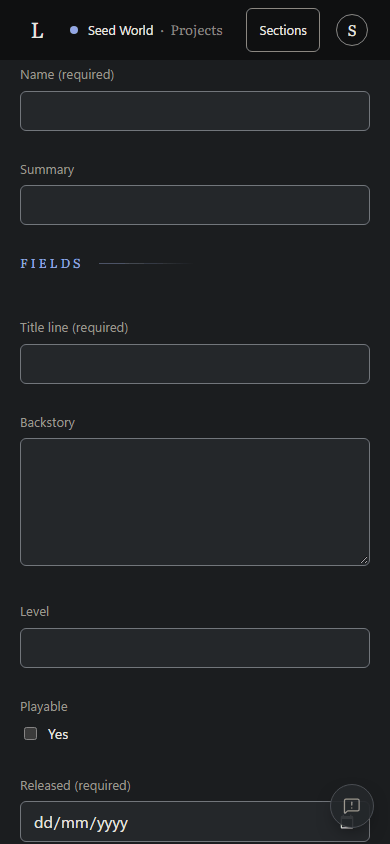 L Seed World · Projects Sections S
Name (required)
Summary
FIELDS
Title line (required)
Backstory
Level
Playable
Yes
Released (required)
dd/mm/yyyy